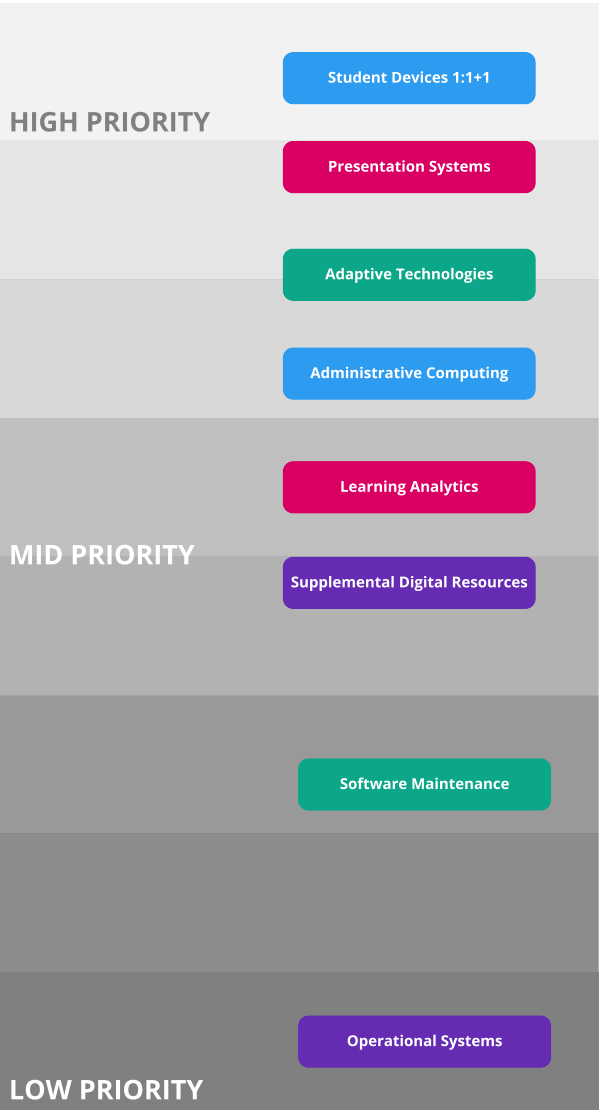 Student Devices 1:1+1
HIGH PRIORITY
Presentation Systems
Adaptive Technologies
Administrative Computing
Learning Analytics
MID PRIORITY
Supplemental Digital Resources
Software Maintenance
Operational Systems
LOW PRIORITY